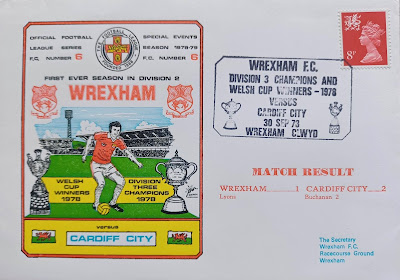 OFFICIAL FOOTBALL
LEAGUE SERIES
F.C. NUMBER 6
SPECIAL EVENTS
SEASON 1978-79
F.C. NUMBER 6
FIRST EVER SEASON IN DIVISION 2
WREXHAM
WELSH
CUP
WINNERS
1978
DIVISION
THREE
CHAMPIONS
1978
versus
CARDIFF CITY
WREXHAM F.C.
DIVISION 3 CHAMPIONS AND
WELSH CUP WINNERS - 1978
VERSUS
CARDIFF CITY
30 SEP 78
WREXHAM CLWYD
8P
MATCH RESULT
WREXHAM 1 CARDIFF CITY 2
Lyons Buchanan 2
The Secretary
Wrexham F.C.
Racecourse Ground
Wrexham